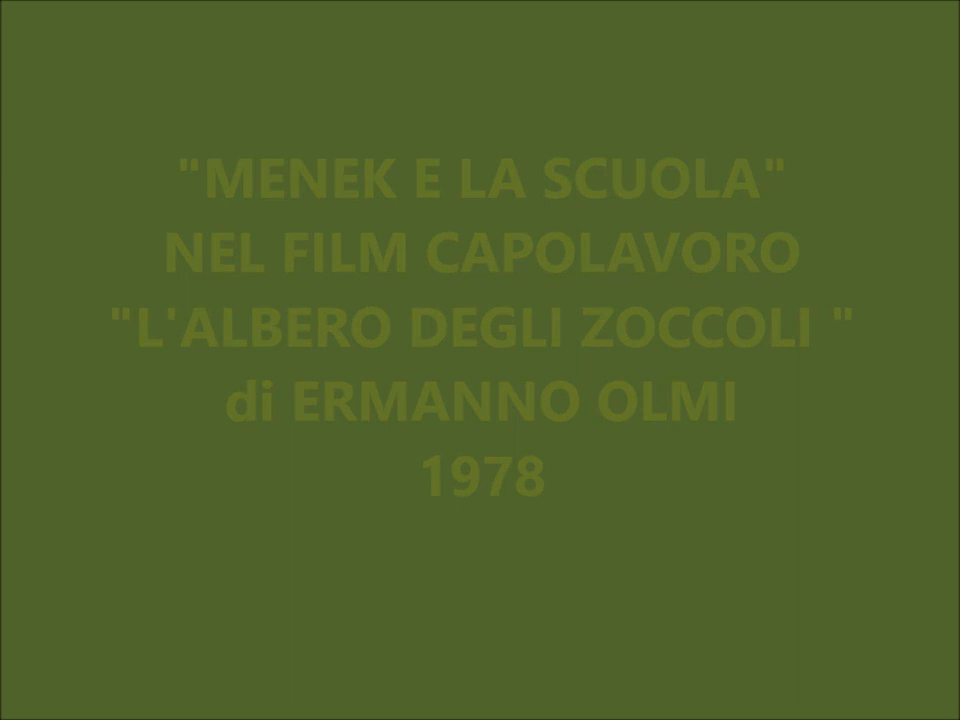 "MENEK E LA SCUOLA"
NEL FILM CAPOLAVORO
"L'ALBERO DEGLI ZOCCOLI "
di ERMANNO OLMI
1978